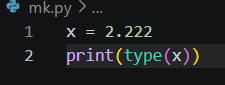 mk.py > ...
1 x = 2.222
2 print(type(x))